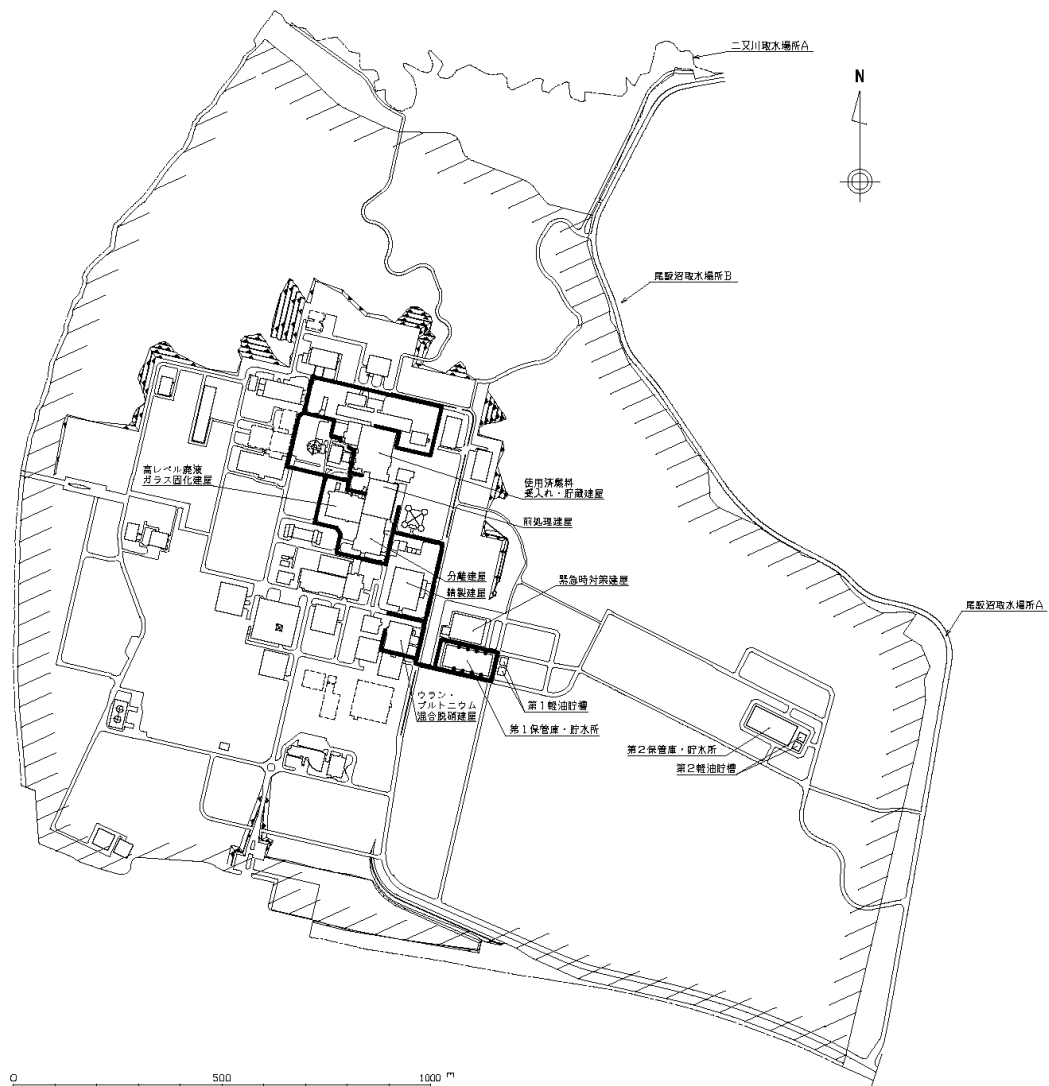 二又川取水場所A
N
尾駮沼取水場所B
高レベル廃液
ガラス固化建屋
使用済燃料
受入れ・貯蔵建屋
前処理建屋
分離建屋
精製建屋
緊急時対策建屋
尾駮沼取水場所A
ウラン・
プルトニウム
混合脱硝建屋
第1軽油貯槽
第1保管庫・貯水所
第2保管庫・貯水所
第2軽油貯槽
0 500 1000 m